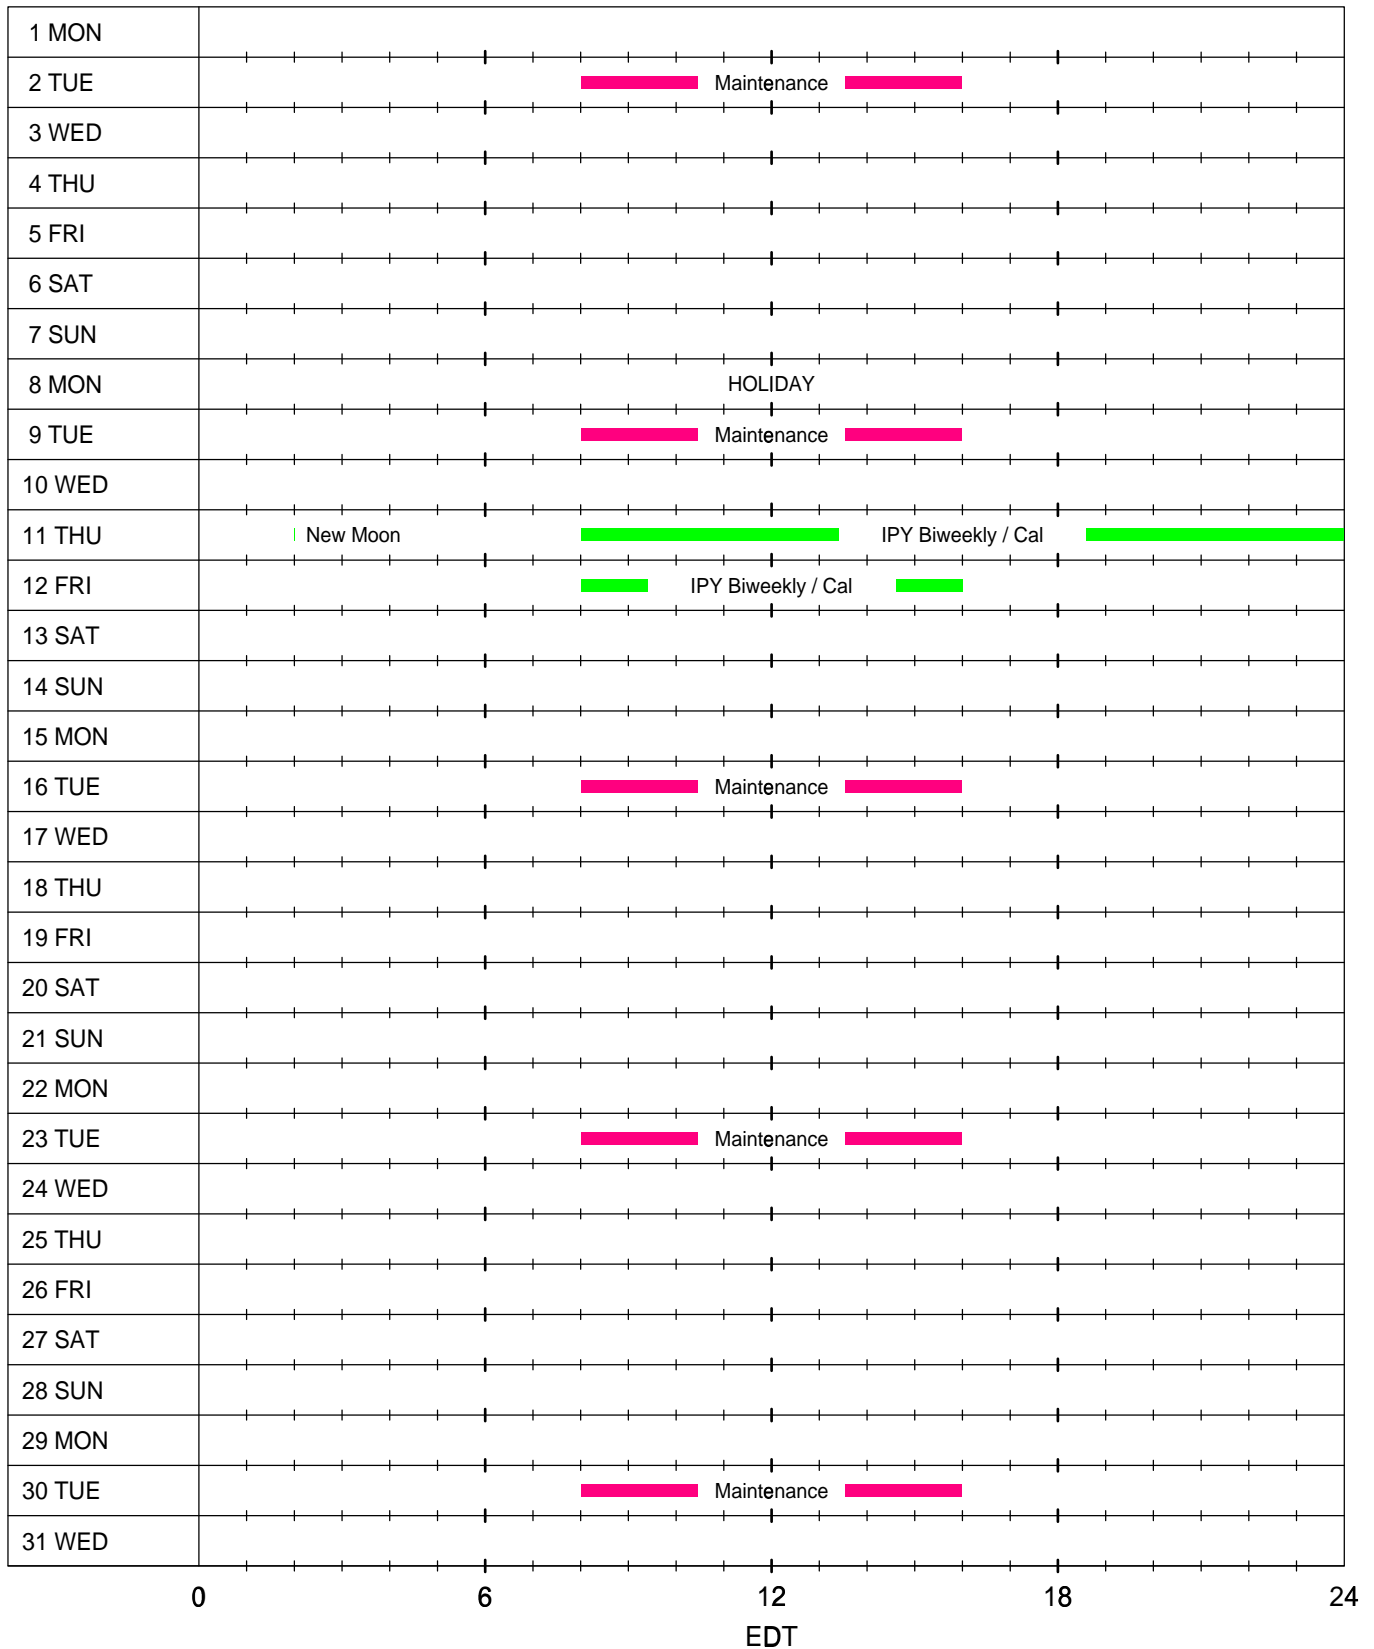 1 MON
2 TUE Maintenance
3 WED
4 THU
5 FRI
6 SAT
7 SUN
8 MON HOLIDAY
9 TUE Maintenance
10 WED
11 THU New Moon IPY Biweekly / Cal
12 FRI IPY Biweekly / Cal
13 SAT
14 SUN
15 MON
16 TUE Maintenance
17 WED
18 THU
19 FRI
20 SAT
21 SUN
22 MON
23 TUE Maintenance
24 WED
25 THU
26 FRI
27 SAT
28 SUN
29 MON
30 TUE Maintenance
31 WED
0 6 12 18 24
EDT